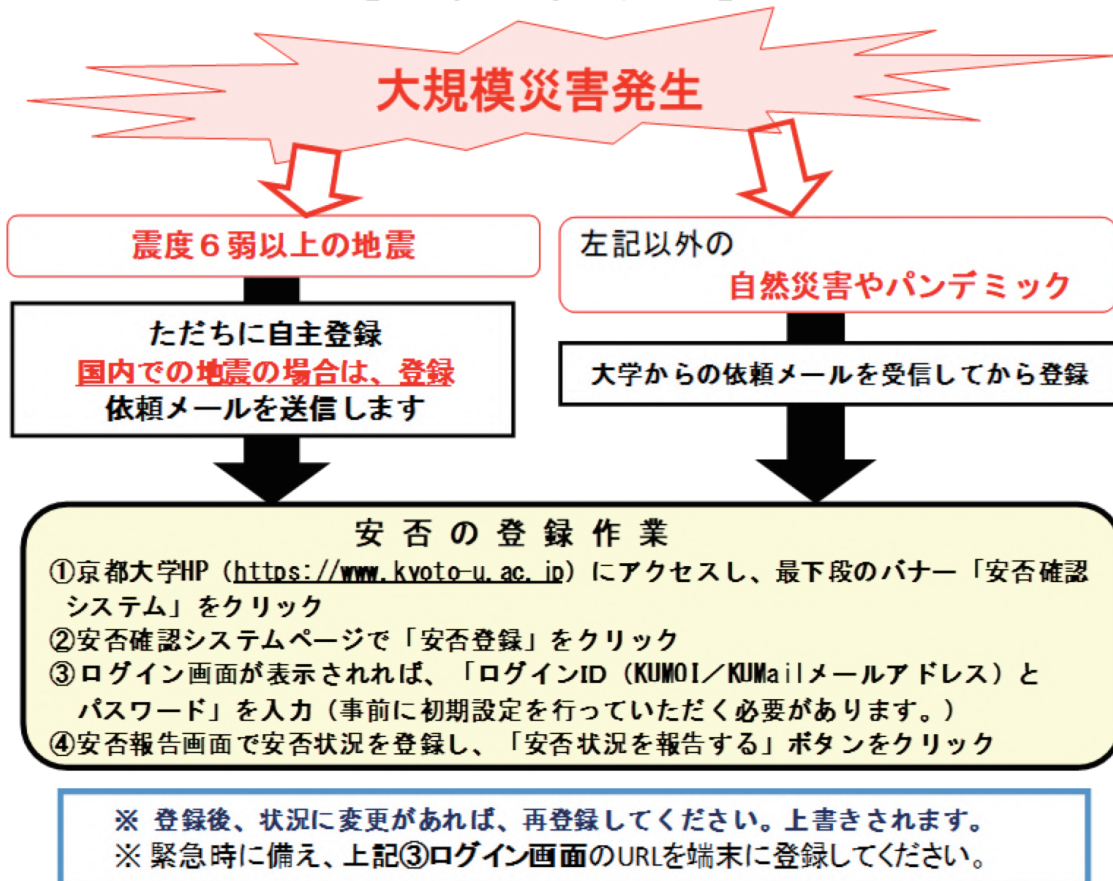 大規模災害発生
震度６弱以上の地震
ただちに自主登録
国内での地震の場合は、登録
依頼メールを送信します
左記以外の
自然災害やパンデミック
大学からの依頼メールを受信してから登録
安否の登録作業
①京都大学HP（https://www.kyoto-u.ac.jp）にアクセスし、最下段のバナー「安否確認
システム」をクリック
②安否確認システムページで「安否登録」をクリック
③ログイン画面が表示されれば、「ログインID（KUMOI／KUMailメールアドレス）と
パスワード」を入力（事前に初期設定を行っていただく必要があります。）
④安否報告画面で安否状況を登録し、「安否状況を報告する」ボタンをクリック
※ 登録後、状況に変更があれば、再登録してください。上書きされます。
※ 緊急時に備え、上記③ログイン画面のURLを端末に登録してください。